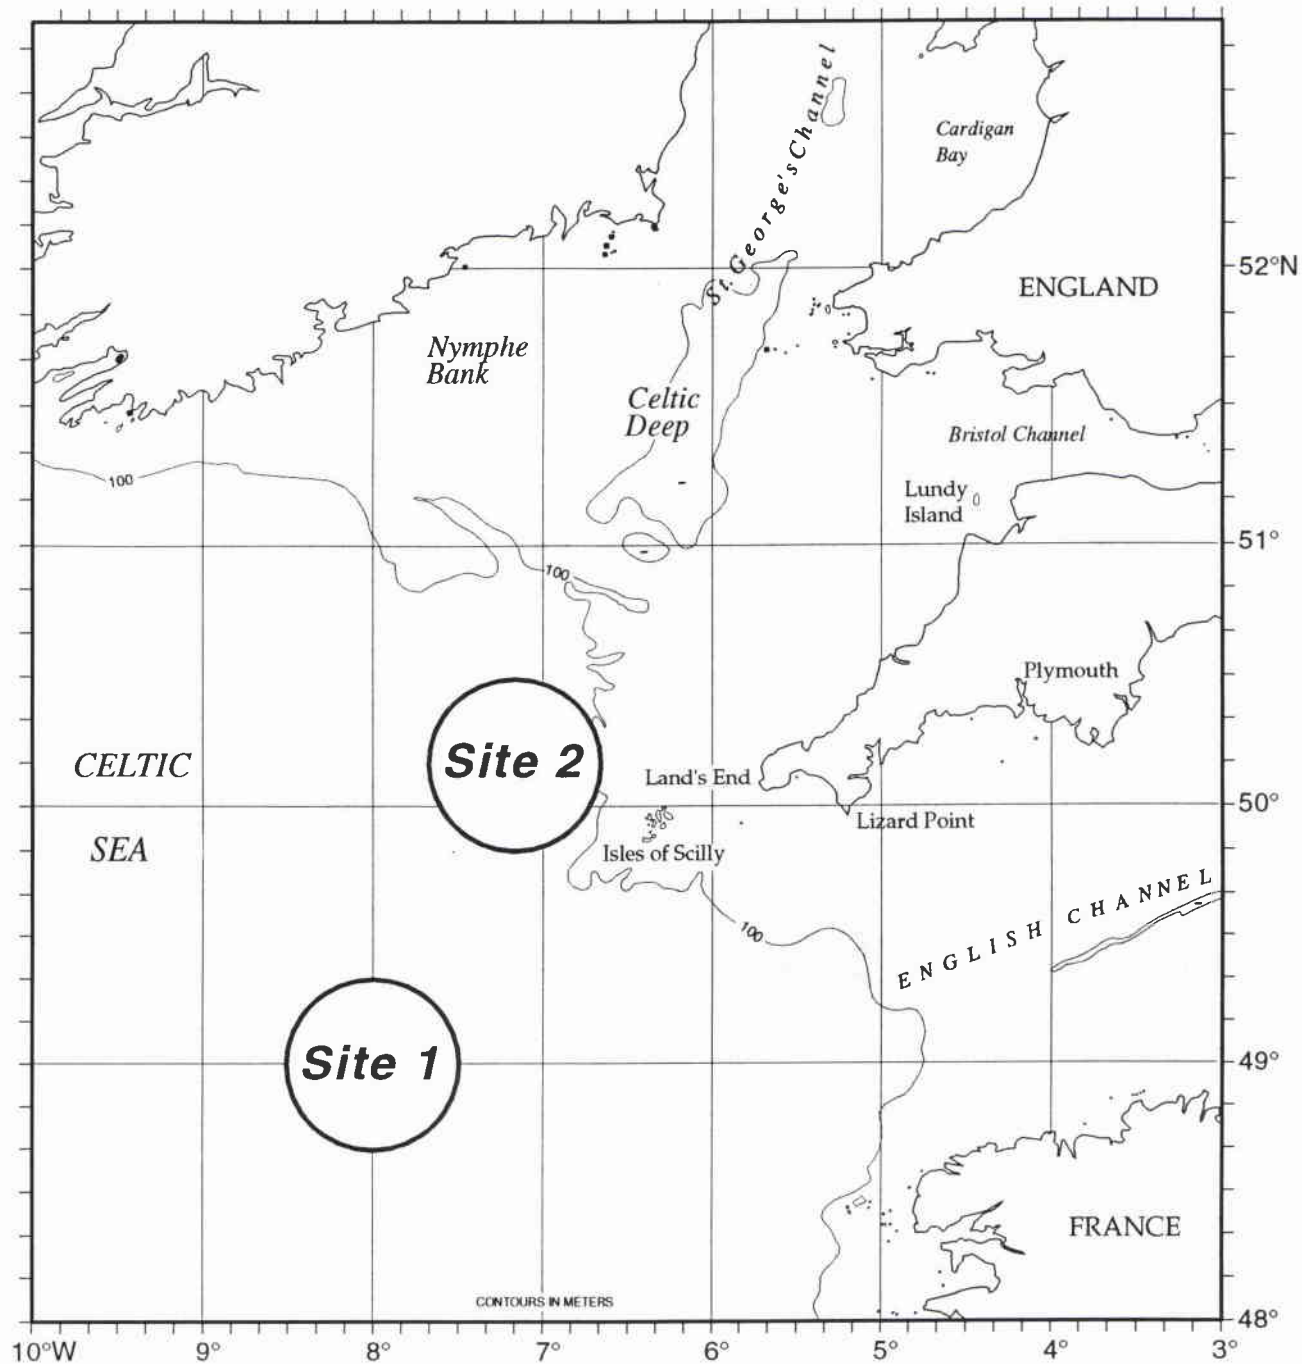 St. George's Channel
Cardigan
Bay
52°N
ENGLAND
Nymphe
Bank
Celtic
Deep
Bristol Channel
100
Lundy
Island
51°
100
Plymouth
Site 2
CELTIC
Land's End
50°
Lizard Point
SEA
Isles of Scilly
ENGLISH CHANNEL
100
Site 1
49°
FRANCE
CONTOURS IN METERS
48°
10°W 9° 8° 7° 6° 5° 4° 3°